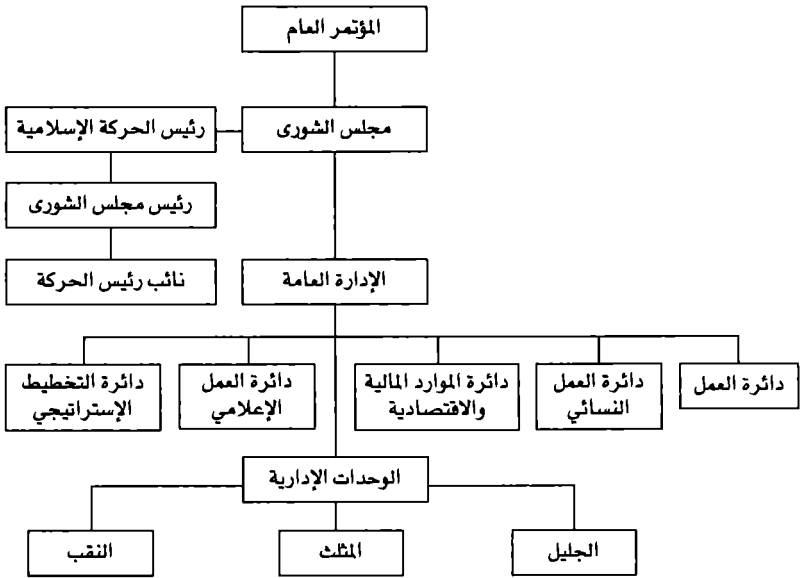 المؤتمر العام
مجلس الشورى
رئيس الحركة الإسلامية
رئيس مجلس الشورى
نائب رئيس الحركة
الإدارة العامة
دائرة العمل
دائرة العمل
النسائي
دائرة الموارد المالية
والاقتصادية
دائرة العمل
الإعلامي
دائرة التخطيط
الإستراتيجي
الوحدات الإدارية
الجليل
المثلث
النقب